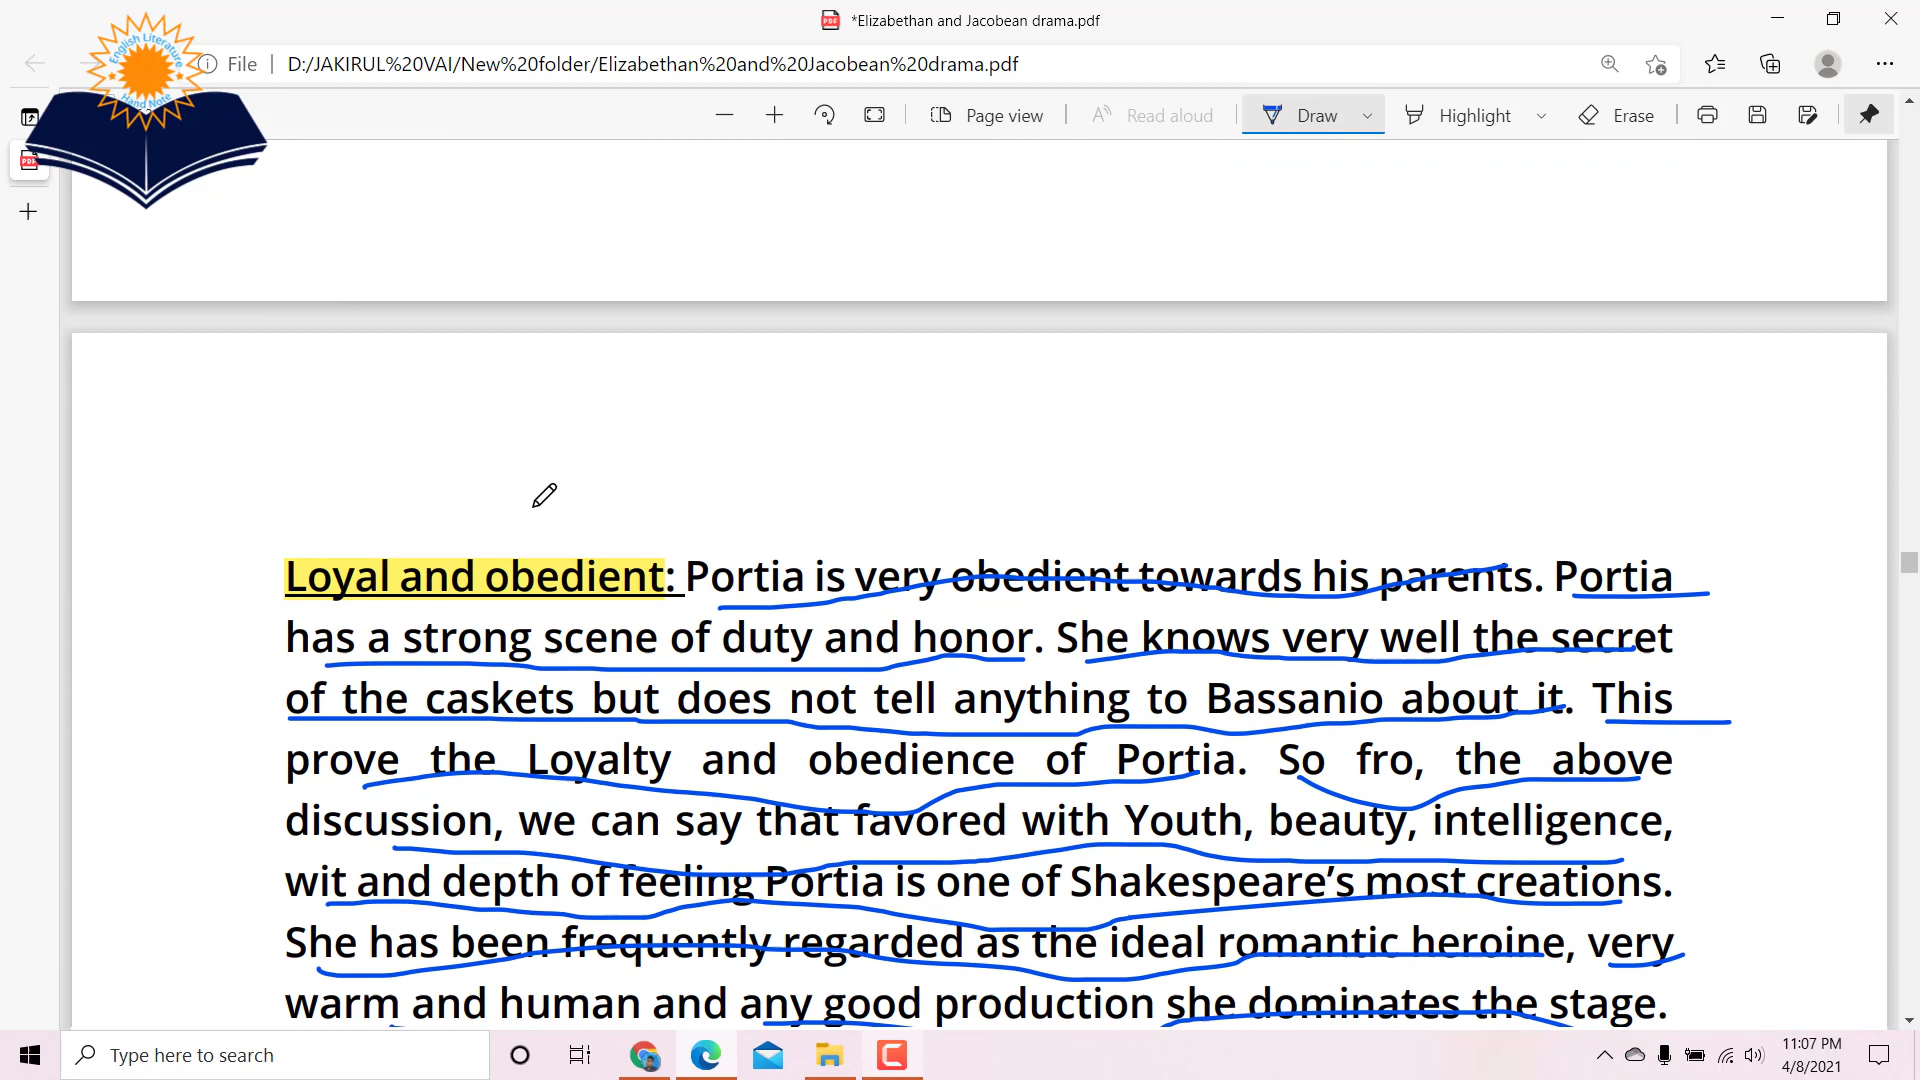 *Elizabethan and Jacobean drama.pdf
English Literature
Hand Note
File
D:/JAKIRUL%20VAI/New%20folder/Elizabethan%20and%20Jacobean%20drama.pdf
Page view
Read aloud
Draw
Highlight
Erase
Loyal and obedient: Portia is very obedient towards his parents. Portia
has a strong scene of duty and honor. She knows very well the secret
of the caskets but does not tell anything to Bassanio about it. This
prove the Loyalty and obedience of Portia. So fro, the above
discussion, we can say that favored with Youth, beauty, intelligence,
wit and depth of feeling Portia is one of Shakespeare’s most creations.
She has been frequently regarded as the ideal romantic heroine, very
warm and human and any good production she dominates the stage.
Type here to search
11:07 PM
4/8/2021